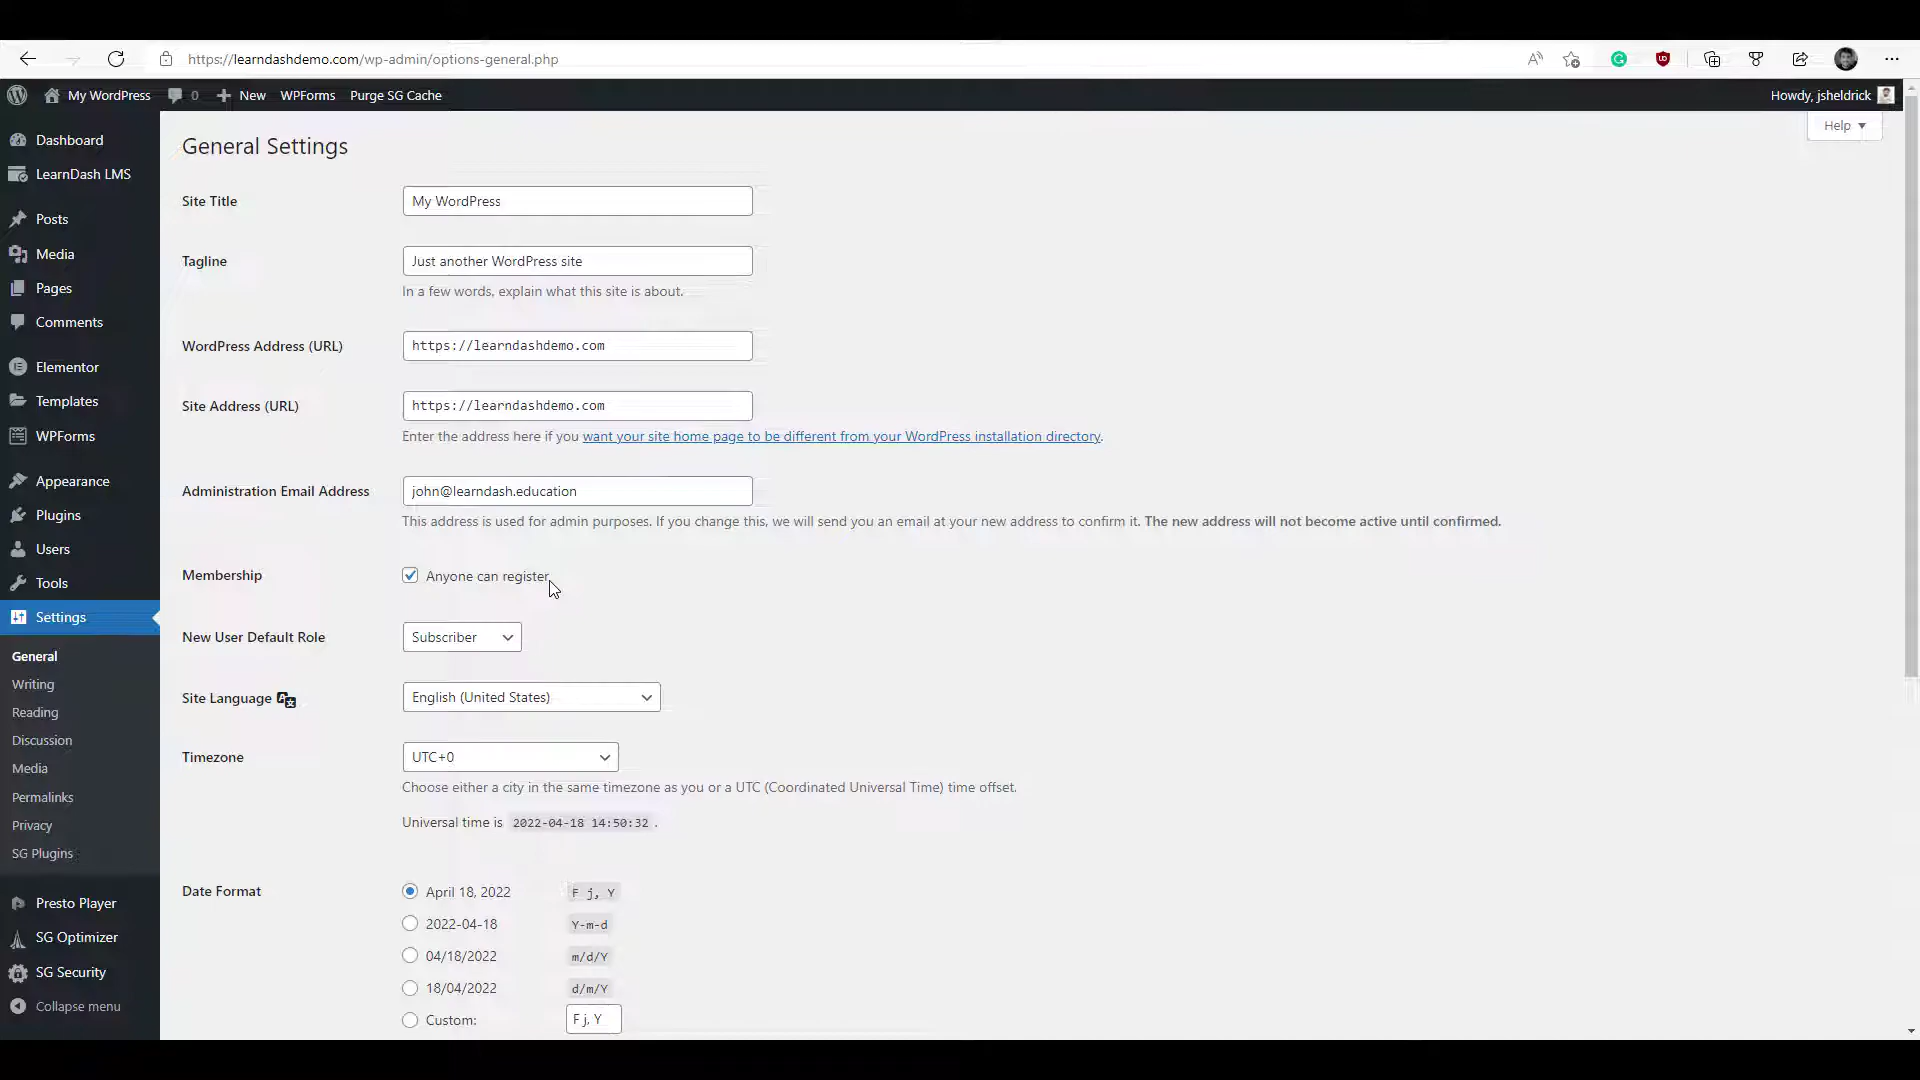 https://learndashdemo.com/wp-admin/options-general.php
My WordPress 0 New WPForms Purge SG Cache Howdy, jsheldrick
Help
Dashboard
LearnDash LMS
Posts
Media
Pages
Comments
Elementor
Templates
WPForms
Appearance
Plugins
Users
Tools
Settings
General
Writing
Reading
Discussion
Media
Permalinks
Privacy
SG Plugins
Presto Player
SG Optimizer
SG Security
Collapse menu
General Settings
Site Title My WordPress
Tagline Just another WordPress site
In a few words, explain what this site is about.
WordPress Address (URL) https://learndashdemo.com
Site Address (URL) https://learndashdemo.com
Enter the address here if you want your site home page to be different from your WordPress installation directory.
Administration Email Address john@learndash.education
This address is used for admin purposes. If you change this, we will send you an email at your new address to confirm it. The new address will not become active until confirmed.
Membership Anyone can register
New User Default Role Subscriber
Site Language English (United States)
Timezone UTC+0
Choose either a city in the same timezone as you or a UTC (Coordinated Universal Time) time offset.
Universal time is 2022-04-18 14:50:32 .
Date Format April 18, 2022 F j, Y
2022-04-18 Y-m-d
04/18/2022 m/d/Y
18/04/2022 d/m/Y
Custom: F j, Y